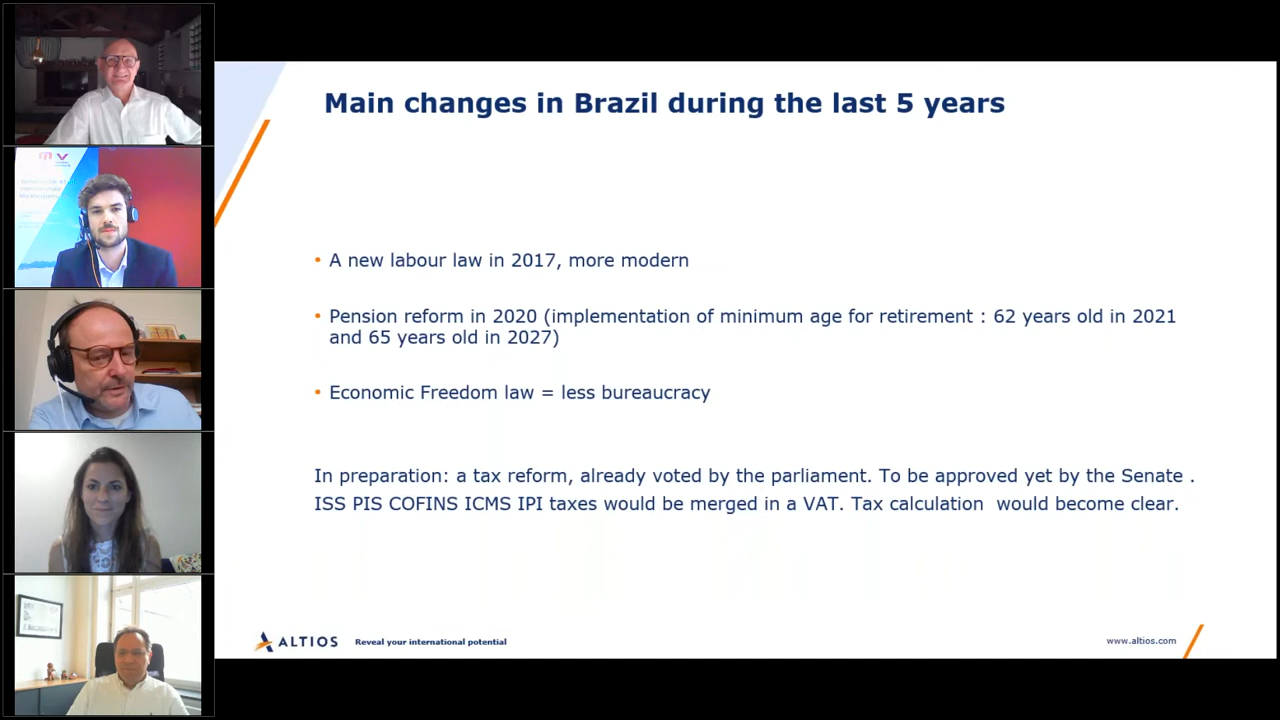 Main changes in Brazil during the last 5 years
• A new labour law in 2017, more modern
• Pension reform in 2020 (implementation of minimum age for retirement : 62 years old in 2021
and 65 years old in 2027)
• Economic Freedom law = less bureaucracy
In preparation: a tax reform, already voted by the parliament. To be approved yet by the Senate .
ISS PIS COFINS ICMS IPI taxes would be merged in a VAT. Tax calculation would become clear.
ALTIOS Reveal your international potential
www.altios.com